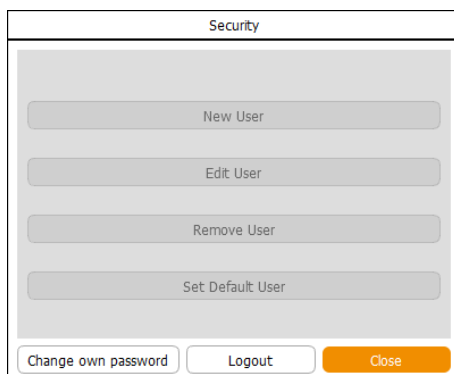 Security
New User
Edit User
Remove User
Set Default User
Change own password Logout Close